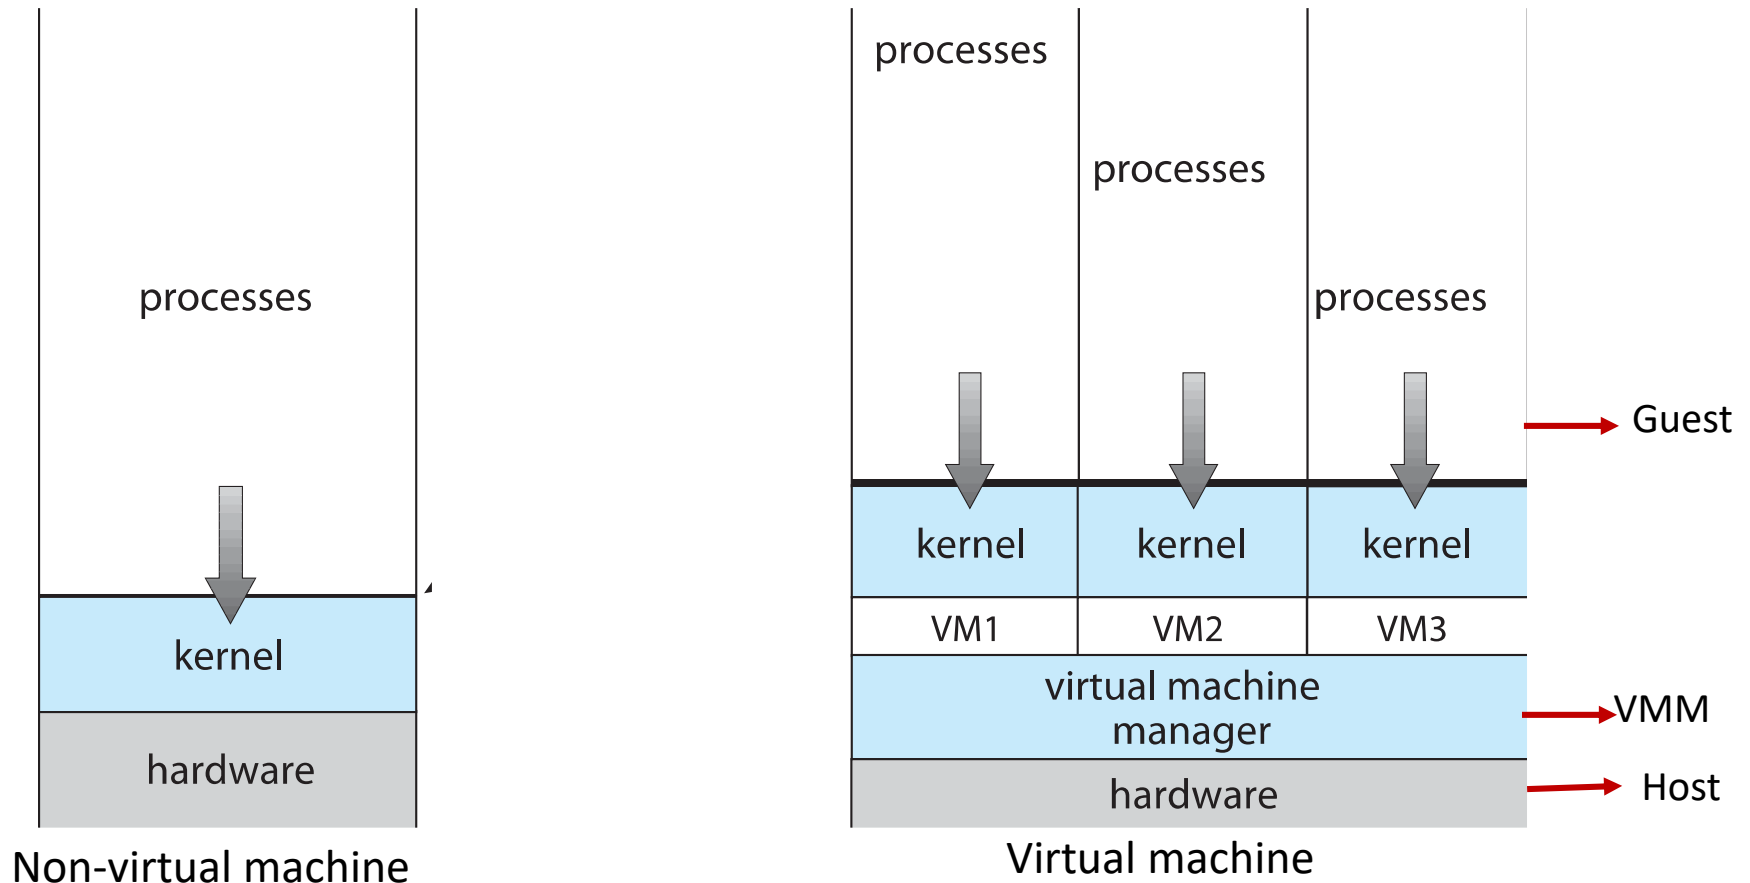 processes
kernel
hardware
Non-virtual machine
processes
processes
processes
Guest
kernel
kernel
kernel
VM1
VM2
VM3
virtual machine
manager
VMM
hardware
Host
Virtual machine